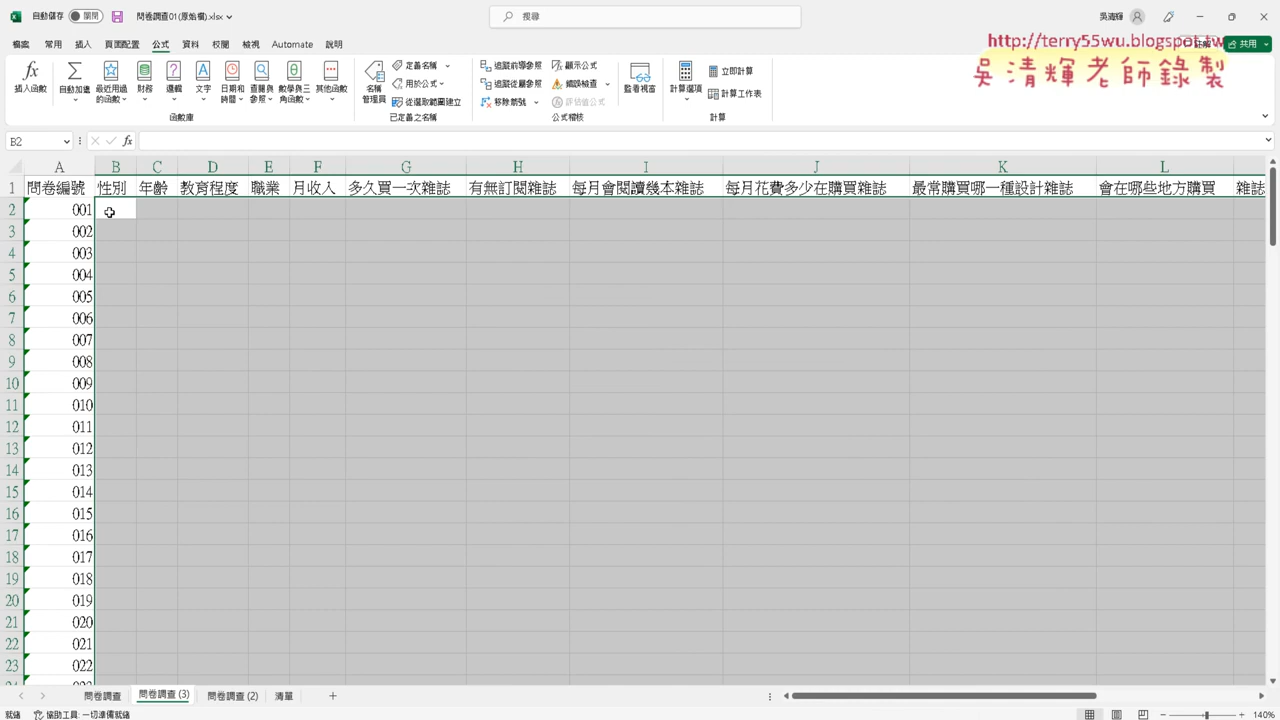 自動儲存 關閉 問卷調查01(原始檔).xlsx 搜尋 吳清輝
http://terry55wu.blogspot.tw
吳清輝老師錄製
檔案 常用 插入 頁面配置 公式 資料 校閱 檢視 Automate 說明 共用
插入函數 自動加總 最近用過的函數 財務 邏輯 文字 日期和時間 查閱與參照 數學與三角函數 其他函數
函數庫
名稱管理員 定義名稱 用於公式 從選取範圍建立
已定義之名稱
追蹤前導參照 追蹤從屬參照 移除箭號 顯示公式 錯誤檢查 評估值公式
公式稽核
監看視窗 計算選項 立即計算 計算工作表
計算
B2 fx
A B C D E F G H I J K L
1 問卷編號 性別 年齡 教育程度 職業 月收入 多久買一次雜誌 有無訂閱雜誌 每月會閱讀幾本雜誌 每月花費多少在購買雜誌 最常購買哪一種設計雜誌 會在哪些地方購買 雜誌
2 001
3 002
4 003
5 004
6 005
7 006
8 007
9 008
10 009
11 010
12 011
13 012
14 013
15 014
16 015
17 016
18 017
19 018
20 019
21 020
22 021
23 022
問卷調查 問卷調查 (3) 問卷調查 (2) 清單
就緒 協助工具: 一切準備就緒 140%